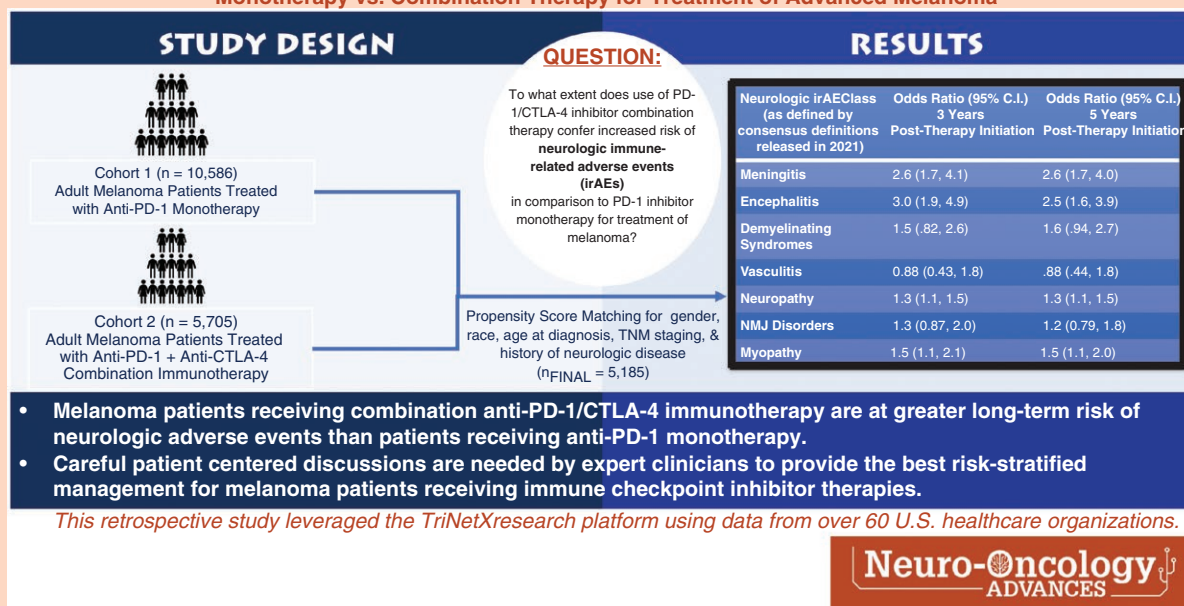 Monotherapy vs. Combination Therapy for Treatment of Advanced Melanoma
STUDY DESIGN
Cohort 1 (n = 10,586)
Adult Melanoma Patients Treated
with Anti-PD-1 Monotherapy
Cohort 2 (n = 5,705)
Adult Melanoma Patients Treated
with Anti-PD-1 + Anti-CTLA-4
Combination Immunotherapy
QUESTION:
To what extent does use of PD-
1/CTLA-4 inhibitor combination
therapy confer increased risk of
neurologic immune-
related adverse events
(irAEs)
in comparison to PD-1 inhibitor
monotherapy for treatment of
melanoma?
Propensity Score Matching for gender,
race, age at diagnosis, TNM staging, &
history of neurologic disease
(nFINAL = 5,185)
RESULTS
Neurologic irAEClass Odds Ratio (95% C.I.) Odds Ratio (95% C.I.)
(as defined by 3 Years 5 Years
consensus definitions Post-Therapy Initiation Post-Therapy Initiation
released in 2021)
Meningitis 2.6 (1.7, 4.1) 2.6 (1.7, 4.0)
Encephalitis 3.0 (1.9, 4.9) 2.5 (1.6, 3.9)
Demyelinating 1.5 (.82, 2.6) 1.6 (.94, 2.7)
Syndromes
Vasculitis 0.88 (0.43, 1.8) .88 (.44, 1.8)
Neuropathy 1.3 (1.1, 1.5) 1.3 (1.1, 1.5)
NMJ Disorders 1.3 (0.87, 2.0) 1.2 (0.79, 1.8)
Myopathy 1.5 (1.1, 2.1) 1.5 (1.1, 2.0)
• Melanoma patients receiving combination anti-PD-1/CTLA-4 immunotherapy are at greater long-term risk of
neurologic adverse events than patients receiving anti-PD-1 monotherapy.
• Careful patient centered discussions are needed by expert clinicians to provide the best risk-stratified
management for melanoma patients receiving immune checkpoint inhibitor therapies.
This retrospective study leveraged the TriNetXresearch platform using data from over 60 U.S. healthcare organizations.
Neuro-Oncology
ADVANCES